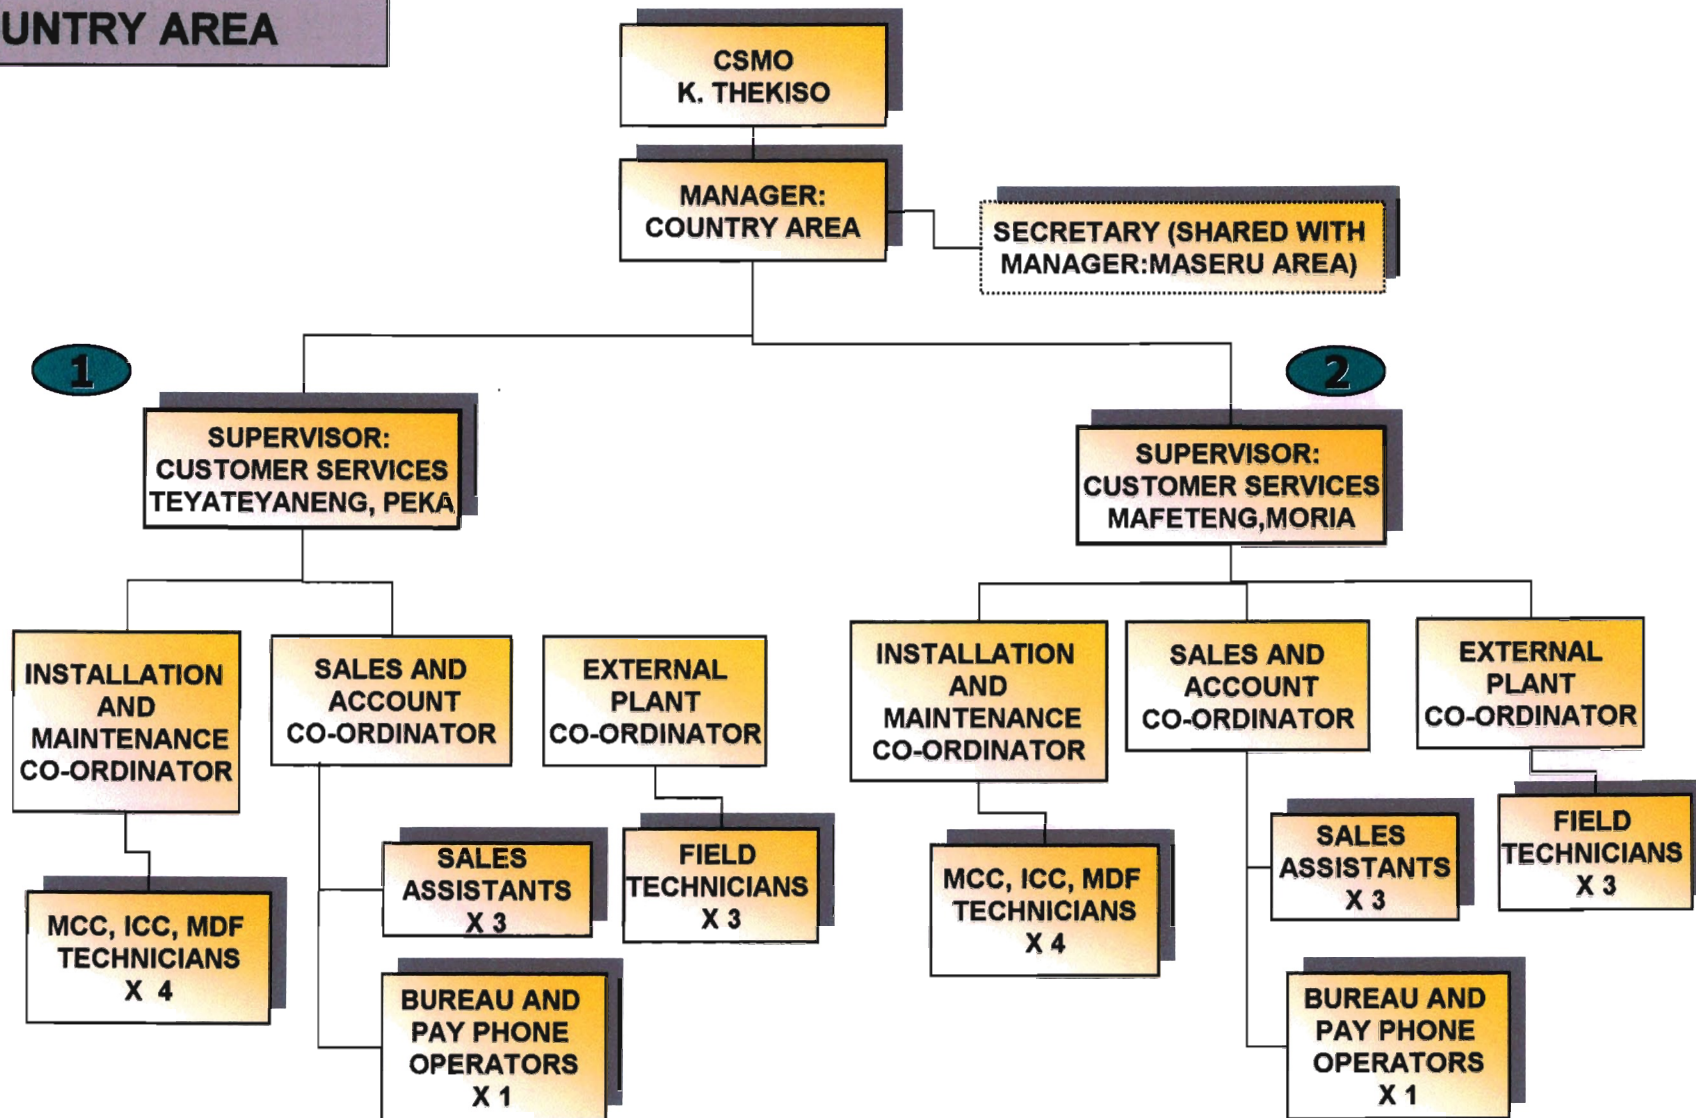 UNTRY AREA
CSMO
K. THEKISO
MANAGER:
COUNTRY AREA
SECRETARY (SHARED WITH
MANAGER:MASERU AREA)
1
2
SUPERVISOR:
CUSTOMER SERVICES
TEYATEYANENG, PEKA
SUPERVISOR:
CUSTOMER SERVICES
MAFETENG,MORIA
INSTALLATION
AND
MAINTENANCE
CO-ORDINATOR
SALES AND
ACCOUNT
CO-ORDINATOR
EXTERNAL
PLANT
CO-ORDINATOR
INSTALLATION
AND
MAINTENANCE
CO-ORDINATOR
SALES AND
ACCOUNT
CO-ORDINATOR
EXTERNAL
PLANT
CO-ORDINATOR
MCC, ICC, MDF
TECHNICIANS
X 4
SALES
ASSISTANTS
X 3
FIELD
TECHNICIANS
X 3
BUREAU AND
PAY PHONE
OPERATORS
X 1
MCC, ICC, MDF
TECHNICIANS
X 4
SALES
ASSISTANTS
X 3
FIELD
TECHNICIANS
X 3
BUREAU AND
PAY PHONE
OPERATORS
X 1